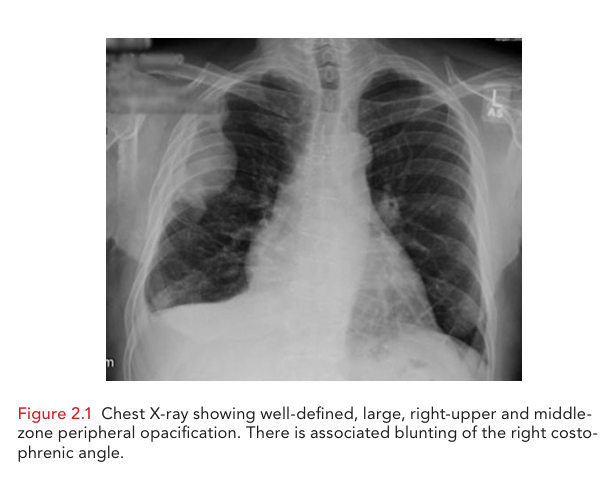 L
AS
m
Figure 2.1 Chest X-ray showing well-defined, large, right-upper and middle-
zone peripheral opacification. There is associated blunting of the right costo-
phrenic angle.